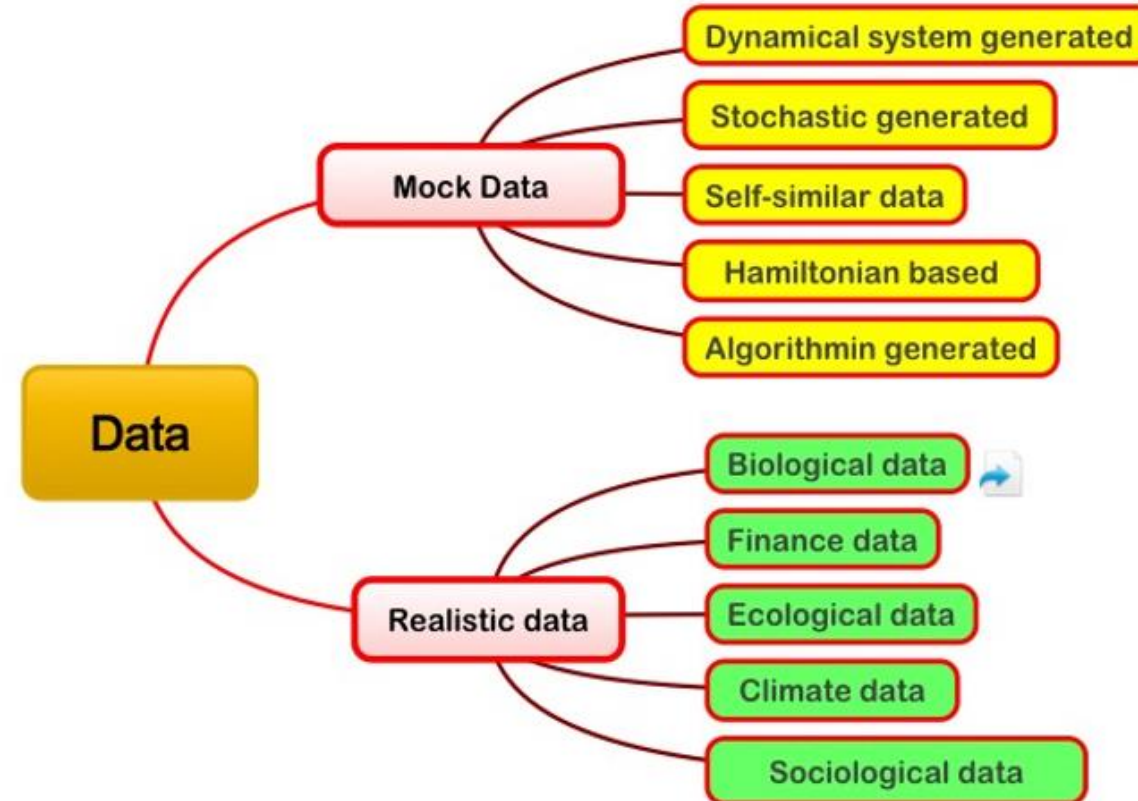 Data
Mock Data
Dynamical system generated
Stochastic generated
Self-similar data
Hamiltonian based
Algorithmin generated
Realistic data
Biological data
Finance data
Ecological data
Climate data
Sociological data